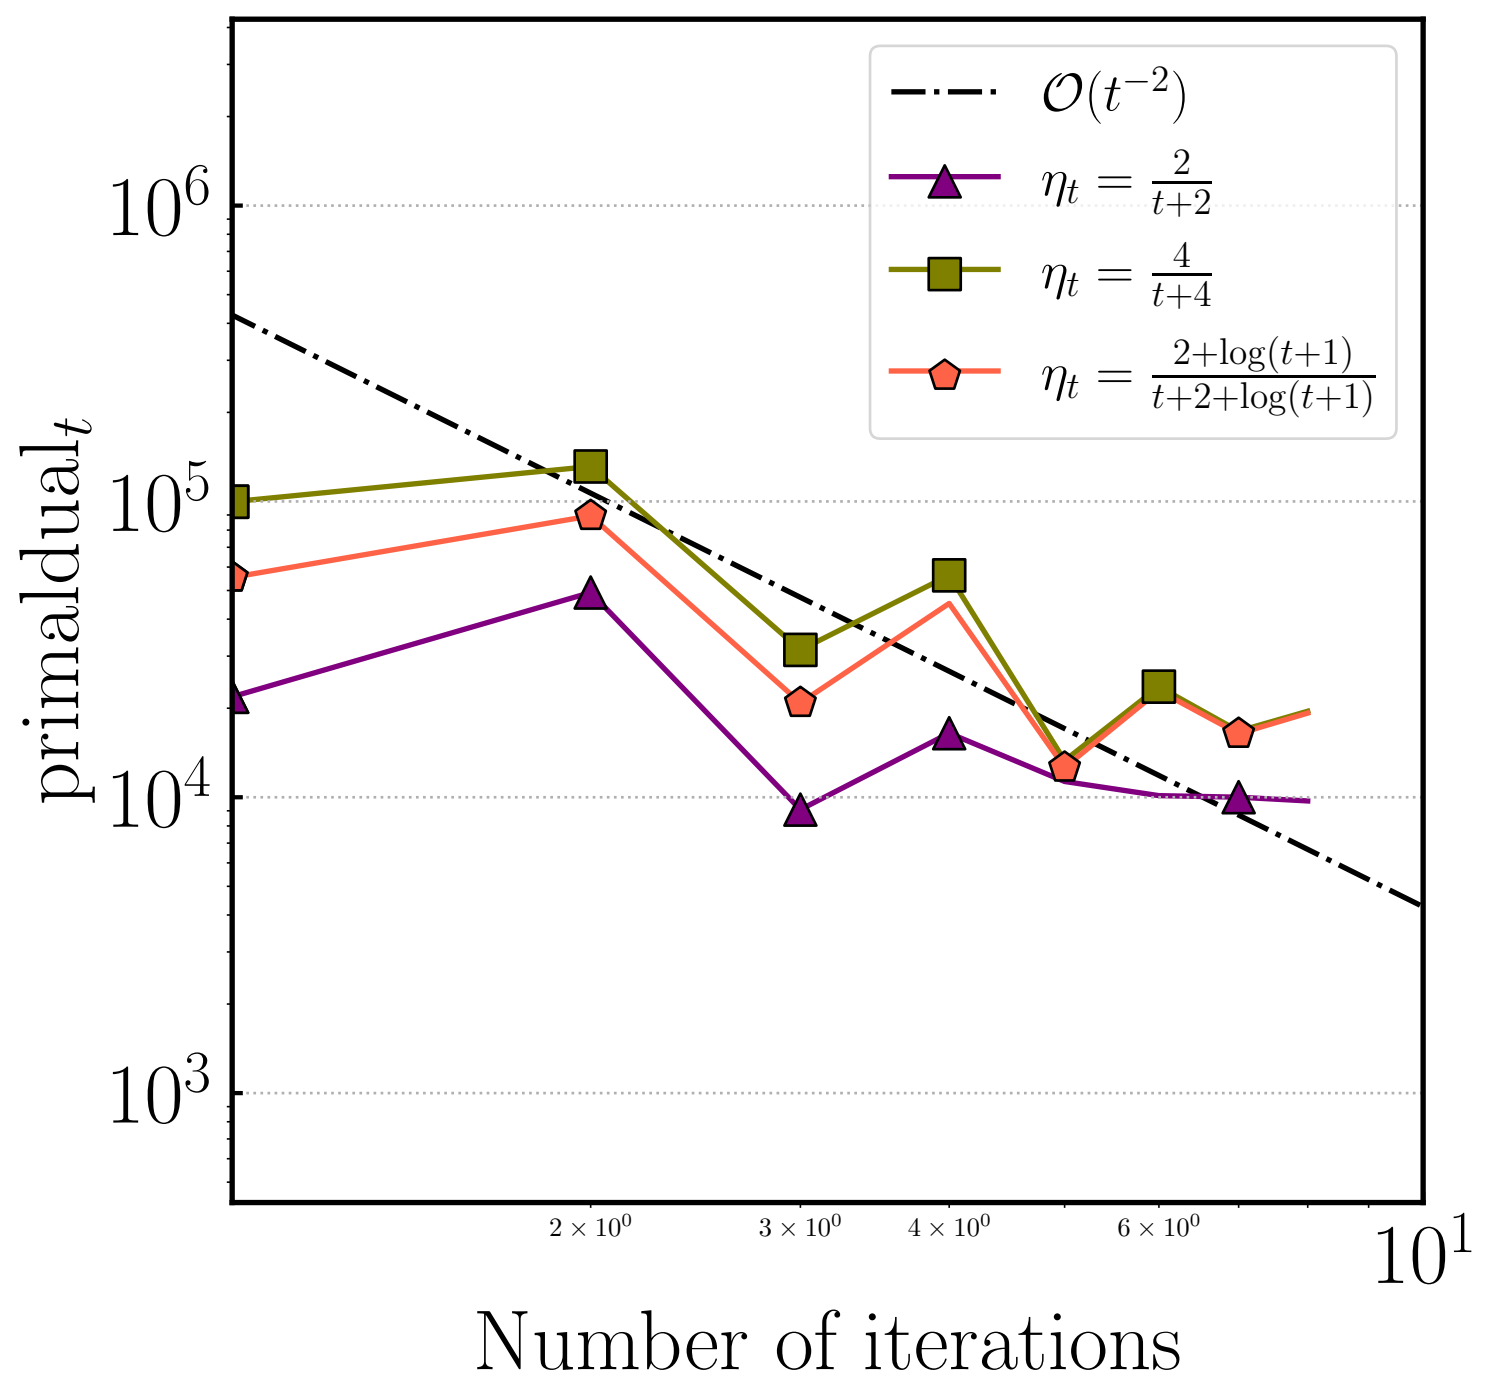 primaldualₜ
10⁶
10⁵
10⁴
10³
𝒪(t⁻²)
ηₜ = 2/(t+2)
ηₜ = 4/(t+4)
ηₜ = (2+log(t+1))/(t+2+log(t+1))
2 × 10⁰ 3 × 10⁰ 4 × 10⁰ 6 × 10⁰
10¹
Number of iterations